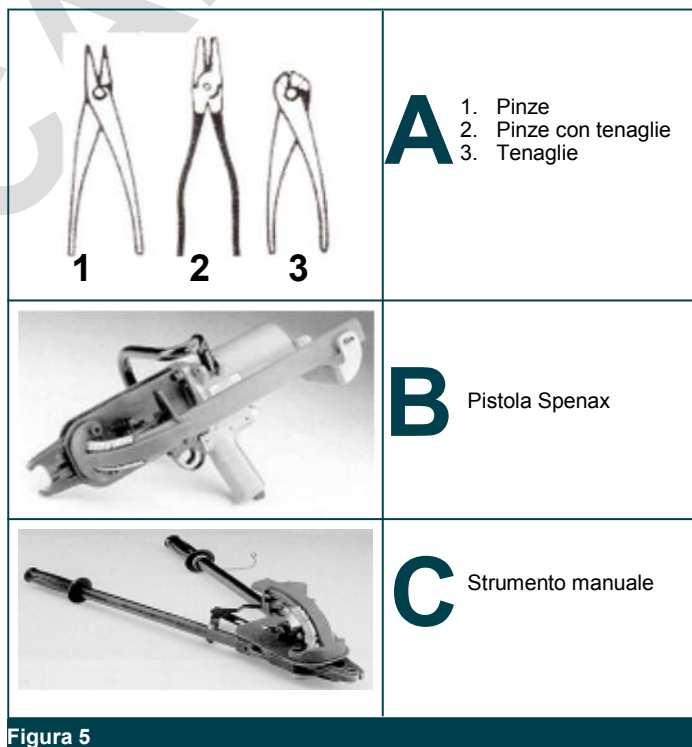 1 2 3
A
1. Pinze
2. Pinze con tenaglie
3. Tenaglie
B
Pistola Spenax
C
Strumento manuale
Figura 5